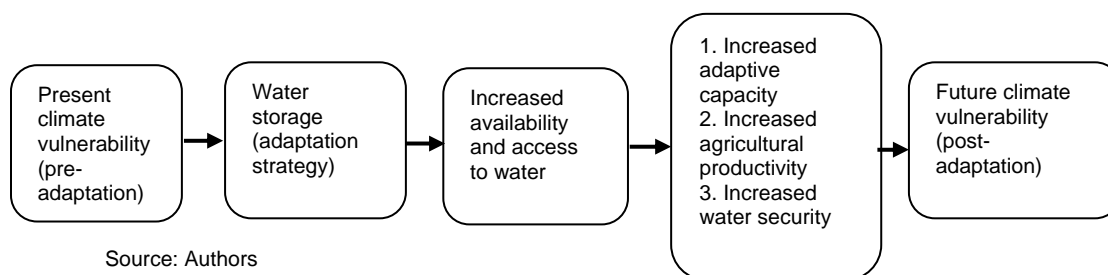 Present
climate
vulnerability
(pre-
adaptation)
Water
storage
(adaptation
strategy)
Increased
availability
and access
to water
1. Increased
adaptive
capacity
2. Increased
agricultural
productivity
3. Increased
water security
Future climate
vulnerability
(post-
adaptation)
Source: Authors